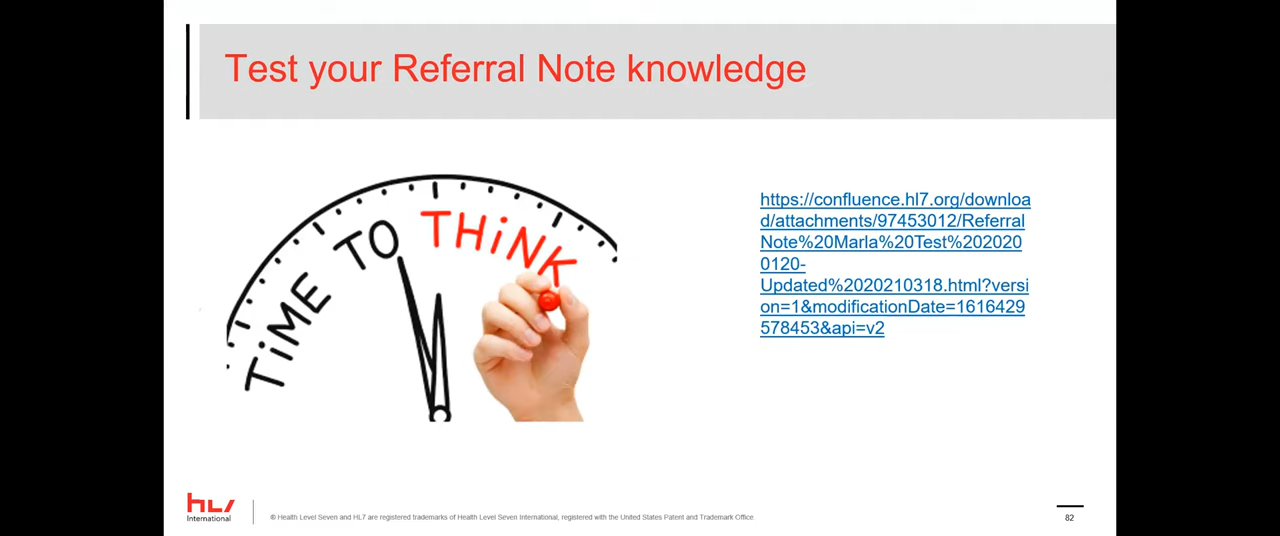 Test your Referral Note knowledge
TiME TO THiNK
https://confluence.hl7.org/downloa
d/attachments/97453012/Referral
Note%20Marla%20Test%202020
0120-
Updated%2020210318.html?versi
on=1&modificationDate=1616429
578453&api=v2
HL7
International
® Health Level Seven and HL7 are registered trademarks of Health Level Seven International, registered with the United States Patent and Trademark Office
82